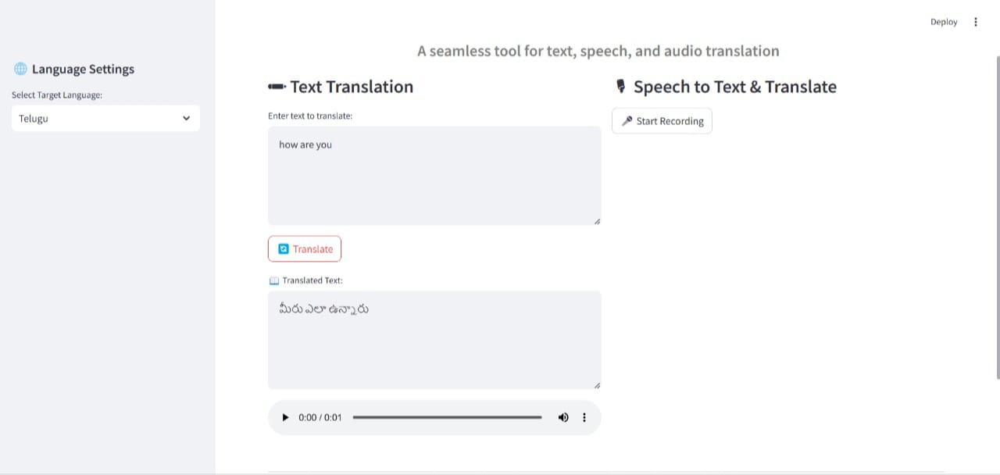 Deploy
🌐 Language Settings
Select Target Language:
Telugu
A seamless tool for text, speech, and audio translation
Text Translation
Enter text to translate:
how are you
Translate
Translated Text:
మీరు ఎలా ఉన్నారు
0:00 / 0:01
Speech to Text & Translate
Start Recording